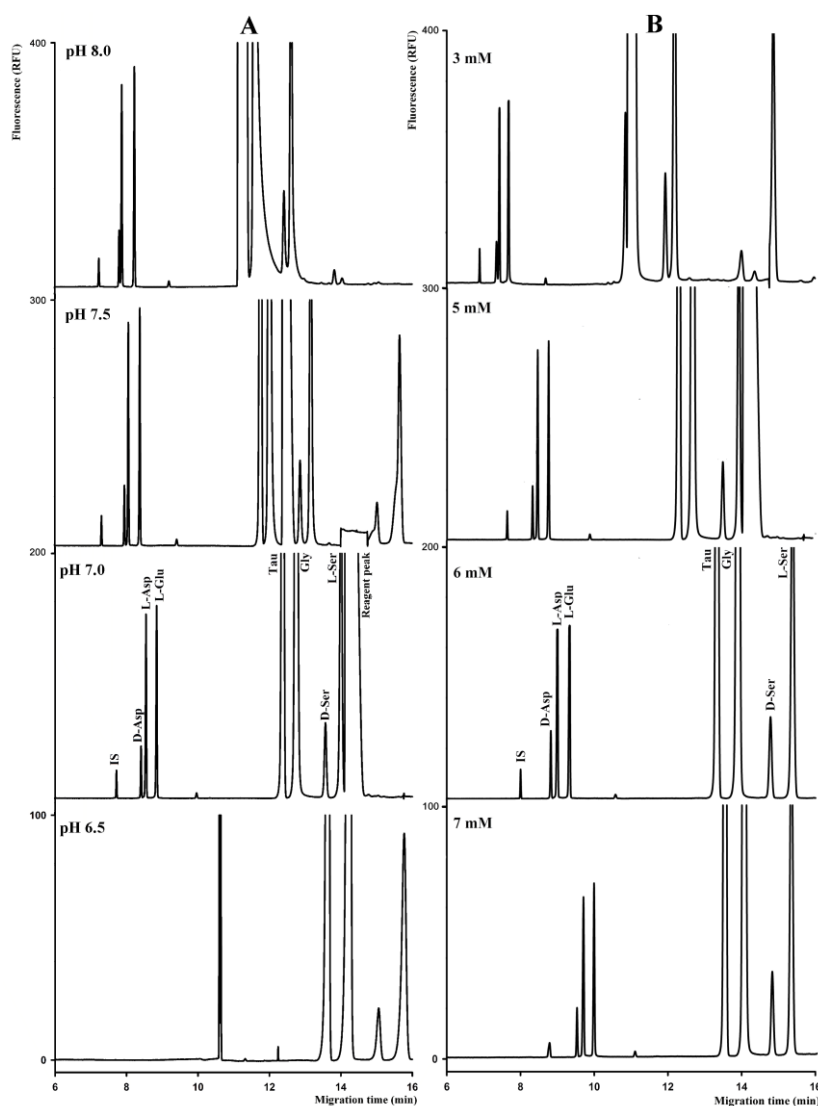 A
Fluorescence (RFU)
400
pH 8.0
300
pH 7.5
200
pH 7.0
IS
D-Asp
L-Asp
L-Glu
Tau
Gly
D-Ser
L-Ser
Reagent peak
100
pH 6.5
0
6 8 10 12 14 16
Migration time (min)
B
Fluorescence (RFU)
400
3 mM
300
5 mM
200
6 mM
IS
D-Asp
L-Asp
L-Glu
Tau
Gly
D-Ser
L-Ser
100
7 mM
0
6 8 10 12 14 16
Migration time (min)